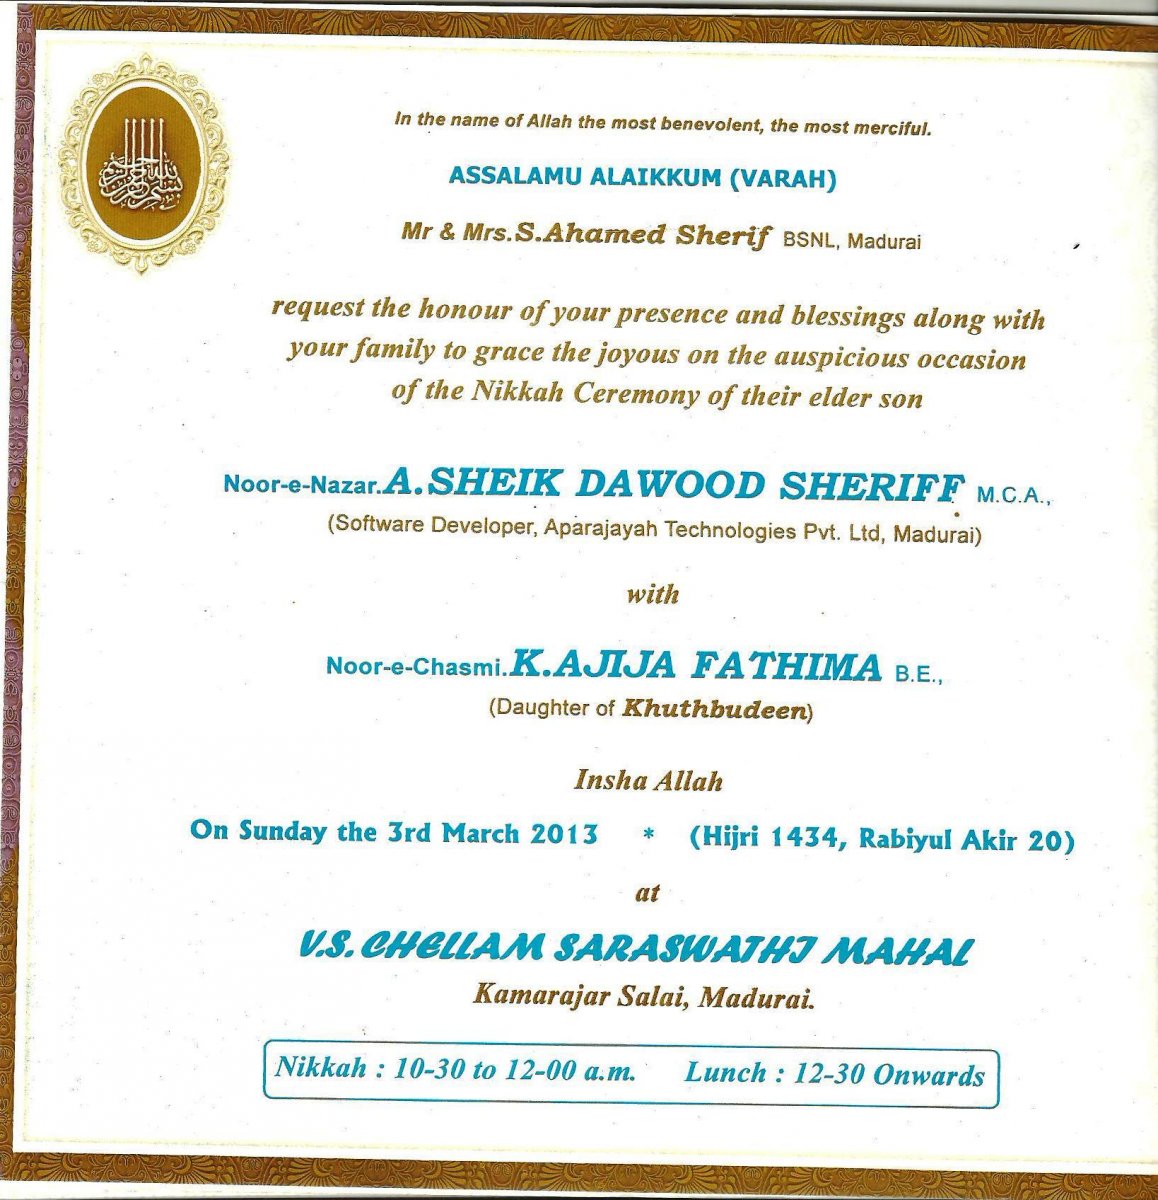 In the name of Allah the most benevolent, the most merciful.
ASSALAMU ALAIKKUM (VARAH)
Mr & Mrs.S.Ahamed Sherif BSNL, Madurai
request the honour of your presence and blessings along with
your family to grace the joyous on the auspicious occasion
of the Nikkah Ceremony of their elder son
Noor-e-Nazar.A.SHEIK DAWOOD SHERIFF M.C.A.,
(Software Developer, Aparajayah Technologies Pvt. Ltd, Madurai)
with
Noor-e-Chasmi.K.AJIJA FATHIMA B.E.,
(Daughter of Khuthbudeen)
Insha Allah
On Sunday the 3rd March 2013 * (Hijri 1434, Rabiyul Akir 20)
at
V.S. CHELLAM SARASWATHI MAHAL
Kamarajar Salai, Madurai.
Nikkah : 10-30 to 12-00 a.m. Lunch : 12-30 Onwards